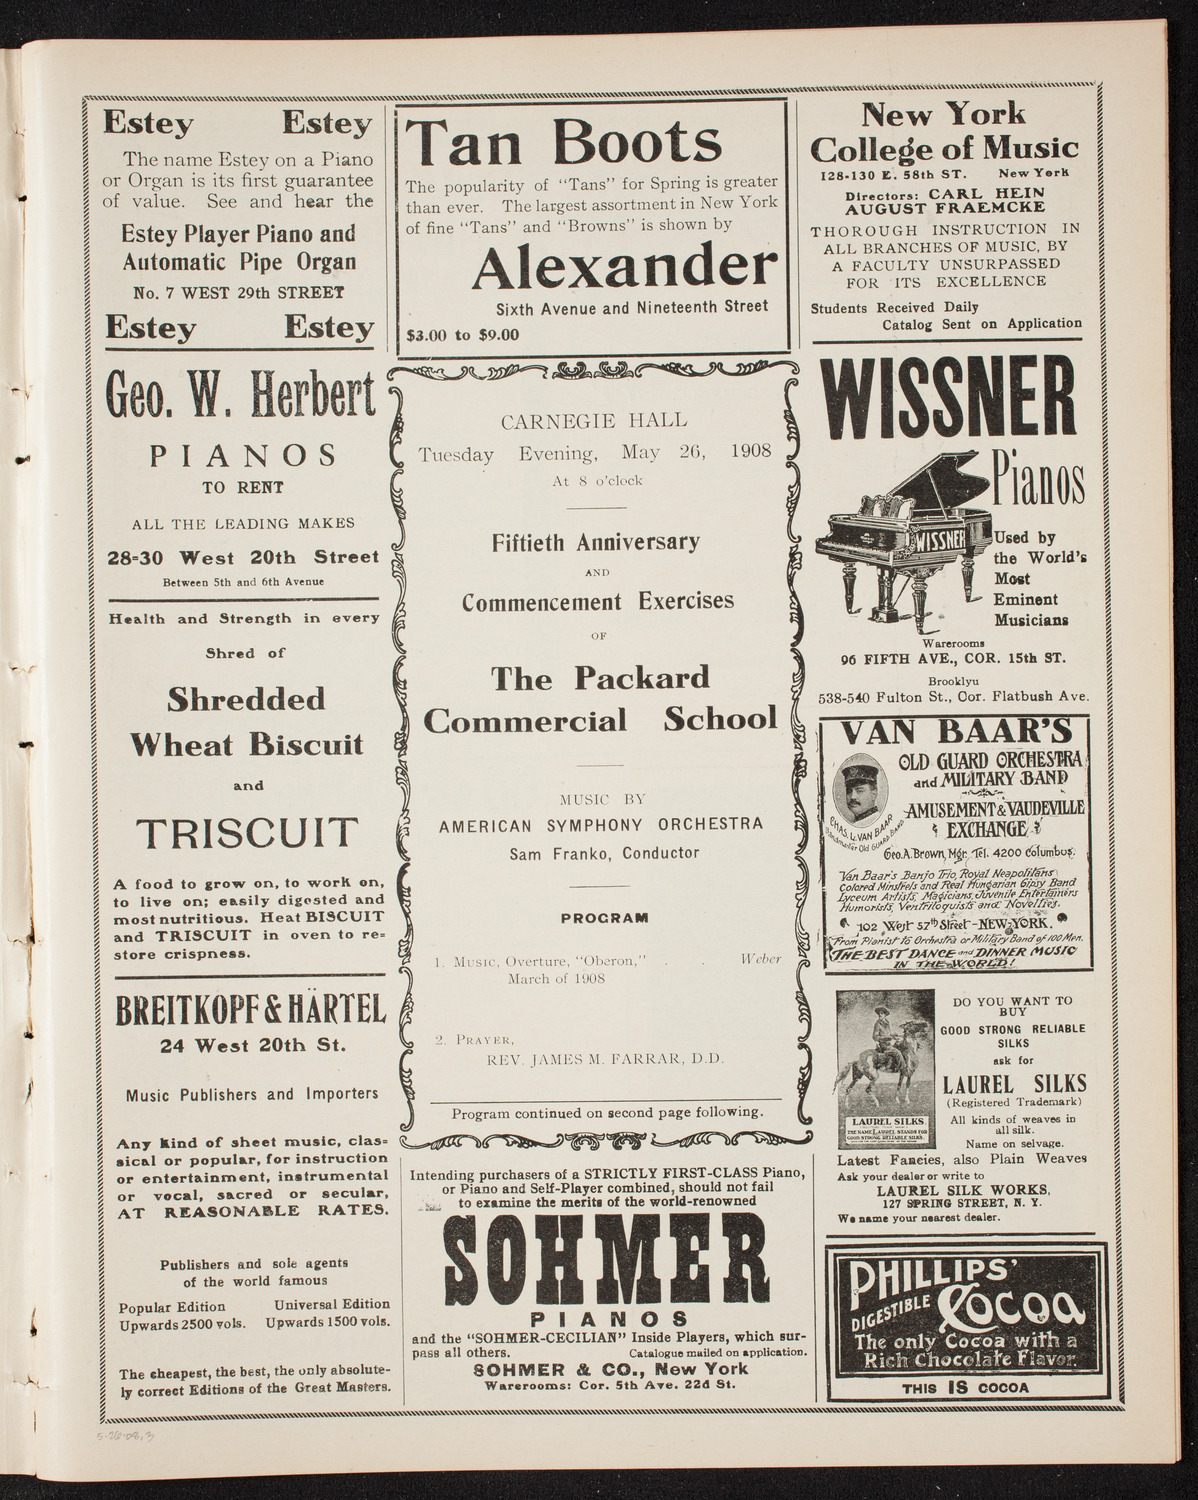 Estey Estey
The name Estey on a Piano
or Organ is its first guarantee
of value. See and hear the
Estey Player Piano and
Automatic Pipe Organ
No. 7 WEST 29th STREET
Estey Estey
Geo. W. Herbert
PIANOS
TO RENT
ALL THE LEADING MAKES
28=30 West 20th Street
Between 5th and 6th Avenue
Health and Strength in every
Shred of
Shredded
Wheat Biscuit
and
TRISCUIT
A food to grow on, to work on,
to live on; easily digested and
most nutritious. Heat BISCUIT
and TRISCUIT in oven to re=
store crispness.
BREITKOPF & HÄRTEL
24 West 20th St.
Music Publishers and Importers
Any kind of sheet music, clas=
sical or popular, for instruction
or entertainment, instrumental
or vocal, sacred or secular,
AT REASONABLE RATES.
Publishers and sole agents
of the world famous
Popular Edition Universal Edition
Upwards 2500 vols. Upwards 1500 vols.
The cheapest, the best, the only absolute-
ly correct Editions of the Great Masters.
Tan Boots
The popularity of "Tans" for Spring is greater
than ever. The largest assortment in New York
of fine "Tans" and "Browns" is shown by
Alexander
Sixth Avenue and Nineteenth Street
$3.00 to $9.00
CARNEGIE HALL
Tuesday Evening, May 26, 1908
At 8 o'clock
Fiftieth Anniversary
AND
Commencement Exercises
OF
The Packard
Commercial School
MUSIC BY
AMERICAN SYMPHONY ORCHESTRA
Sam Franko, Conductor
PROGRAM
1. Music, Overture, "Oberon," . . Weber
March of 1908
2. Prayer,
REV. JAMES M. FARRAR, D.D.
Program continued on second page following.
Intending purchasers of a STRICTLY FIRST-CLASS Piano,
or Piano and Self-Player combined, should not fail
to examine the merits of the world-renowned
SOHMER
PIANOS
and the "SOHMER-CECILIAN" Inside Players, which sur-
pass all others. Catalogue mailed on application.
SOHMER & CO., New York
Warerooms: Cor. 5th Ave. 22d St.
New York
College of Music
128-130 E. 58th ST. New York
Directors: CARL HEIN
AUGUST FRAEMCKE
THOROUGH INSTRUCTION IN
ALL BRANCHES OF MUSIC, BY
A FACULTY UNSURPASSED
FOR ITS EXCELLENCE
Students Received Daily
Catalog Sent on Application
WISSNER
Pianos
WISSNER
Used by
the World's
Most
Eminent
Musicians
Warerooms
96 FIFTH AVE., COR. 15th ST.
Brooklyu
538-540 Fulton St., Cor. Flatbush Ave.
VAN BAAR'S
OLD GUARD ORCHESTRA
and MILITARY BAND
AMUSEMENT & VAUDEVILLE
EXCHANGE
CHAS. L. VAN BAAR
Bandmaster Old GUARD BAND
Geo. A. Brown, Mgr. Tel. 4200 Columbus.
Van Baar's Banjo Trio, Royal Neapolitans
Colored Minstrels and Real Hungarian Gipsy Band
Lyceum Artists, Magicians, Juvenile Entertainers
Humorists, Ventriloquists and Novelties.
102 West 57th Street - NEW-YORK.
From Pianist to Orchestra or Military Band of 100 Men.
THE BEST DANCE and DINNER MUSIC
IN THE WORLD!
LAUREL SILKS
THE NAME LAUREL STANDS FOR
GOOD STRONG RELIABLE SILKS.
DO YOU WANT TO
BUY
GOOD STRONG RELIABLE
SILKS
ask for
LAUREL SILKS
(Registered Trademark)
All kinds of weaves in
all silk.
Name on selvage.
Latest Fancies, also Plain Weaves
Ask your dealer or write to
LAUREL SILK WORKS,
127 SPRING STREET, N. Y.
We name your nearest dealer.
PHILLIPS'
DIGESTIBLE Cocoa
The only Cocoa with a
Rich Chocolate Flavor.
THIS IS COCOA
5-26-08,3